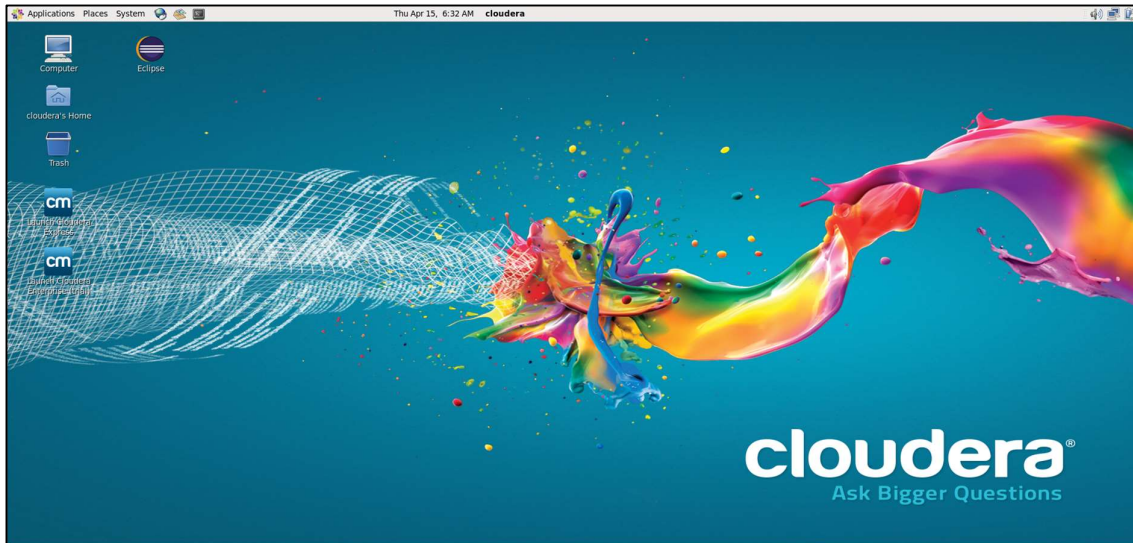 Applications Places System Thu Apr 15, 6:32 AM cloudera
Computer
Eclipse
cloudera's Home
Trash
cm
Launch Cloudera
Express
cm
Launch Cloudera
Enterprise (trial)
cloudera®
Ask Bigger Questions